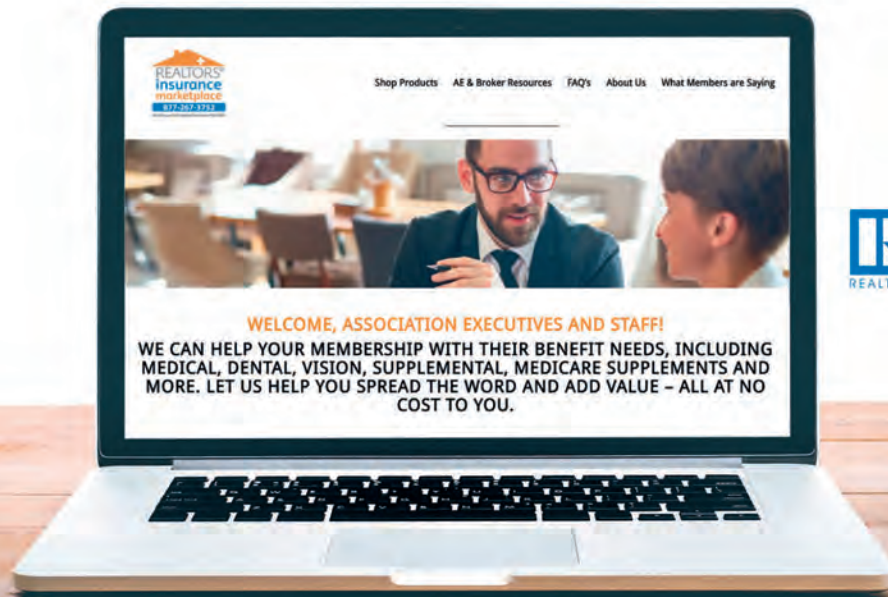 REALTORS®
insurance
marketplace
877-267-3752
Shop Products AE & Broker Resources FAQ's About Us What Members are Saying
WELCOME, ASSOCIATION EXECUTIVES AND STAFF!
WE CAN HELP YOUR MEMBERSHIP WITH THEIR BENEFIT NEEDS, INCLUDING
MEDICAL, DENTAL, VISION, SUPPLEMENTAL, MEDICARE SUPPLEMENTS AND
MORE. LET US HELP YOU SPREAD THE WORD AND ADD VALUE – ALL AT NO
COST TO YOU.